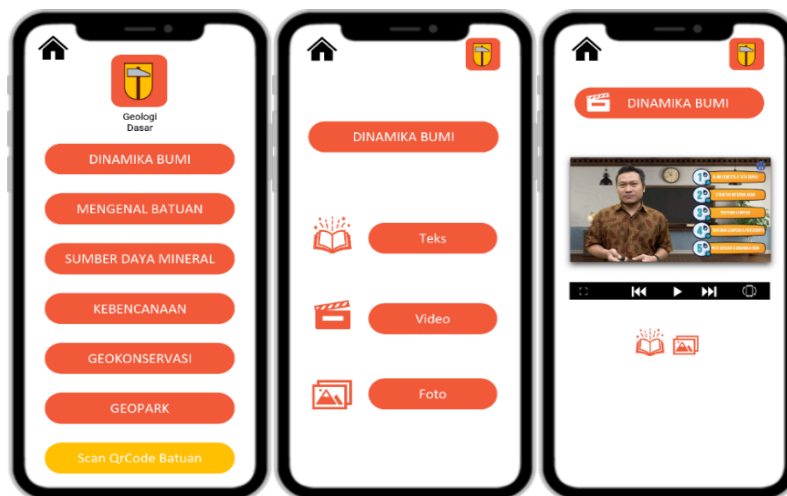 Geologi
Dasar
DINAMIKA BUMI
MENGENAL BATUAN
SUMBER DAYA MINERAL
KEBENCANAAN
GEOKONSERVASI
GEOPARK
Scan QrCode Batuan
DINAMIKA BUMI
Teks
Video
Foto
DINAMIKA BUMI
1
2
3
4
5